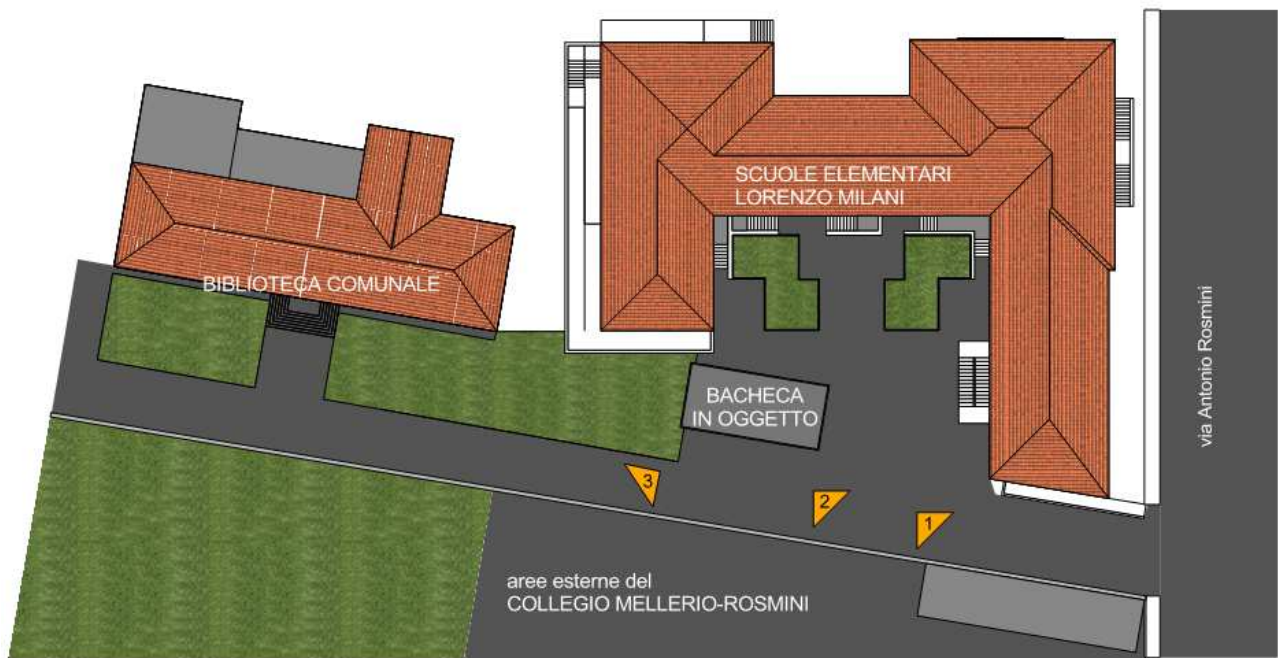 SCUOLE ELEMENTARI
LORENZO MILANI
BIBLIOTECA COMUNALE
via Antonio Rosmini
BACHECA
IN OGGETTO
3
2
1
aree esterne del
COLLEGIO MELLERIO-ROSMINI